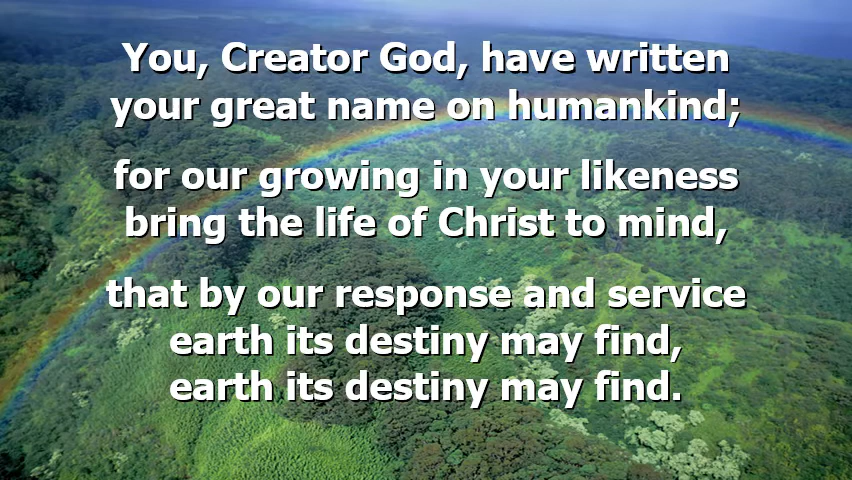 You, Creator God, have written
your great name on humankind;
for our growing in your likeness
bring the life of Christ to mind,
that by our response and service
earth its destiny may find,
earth its destiny may find.